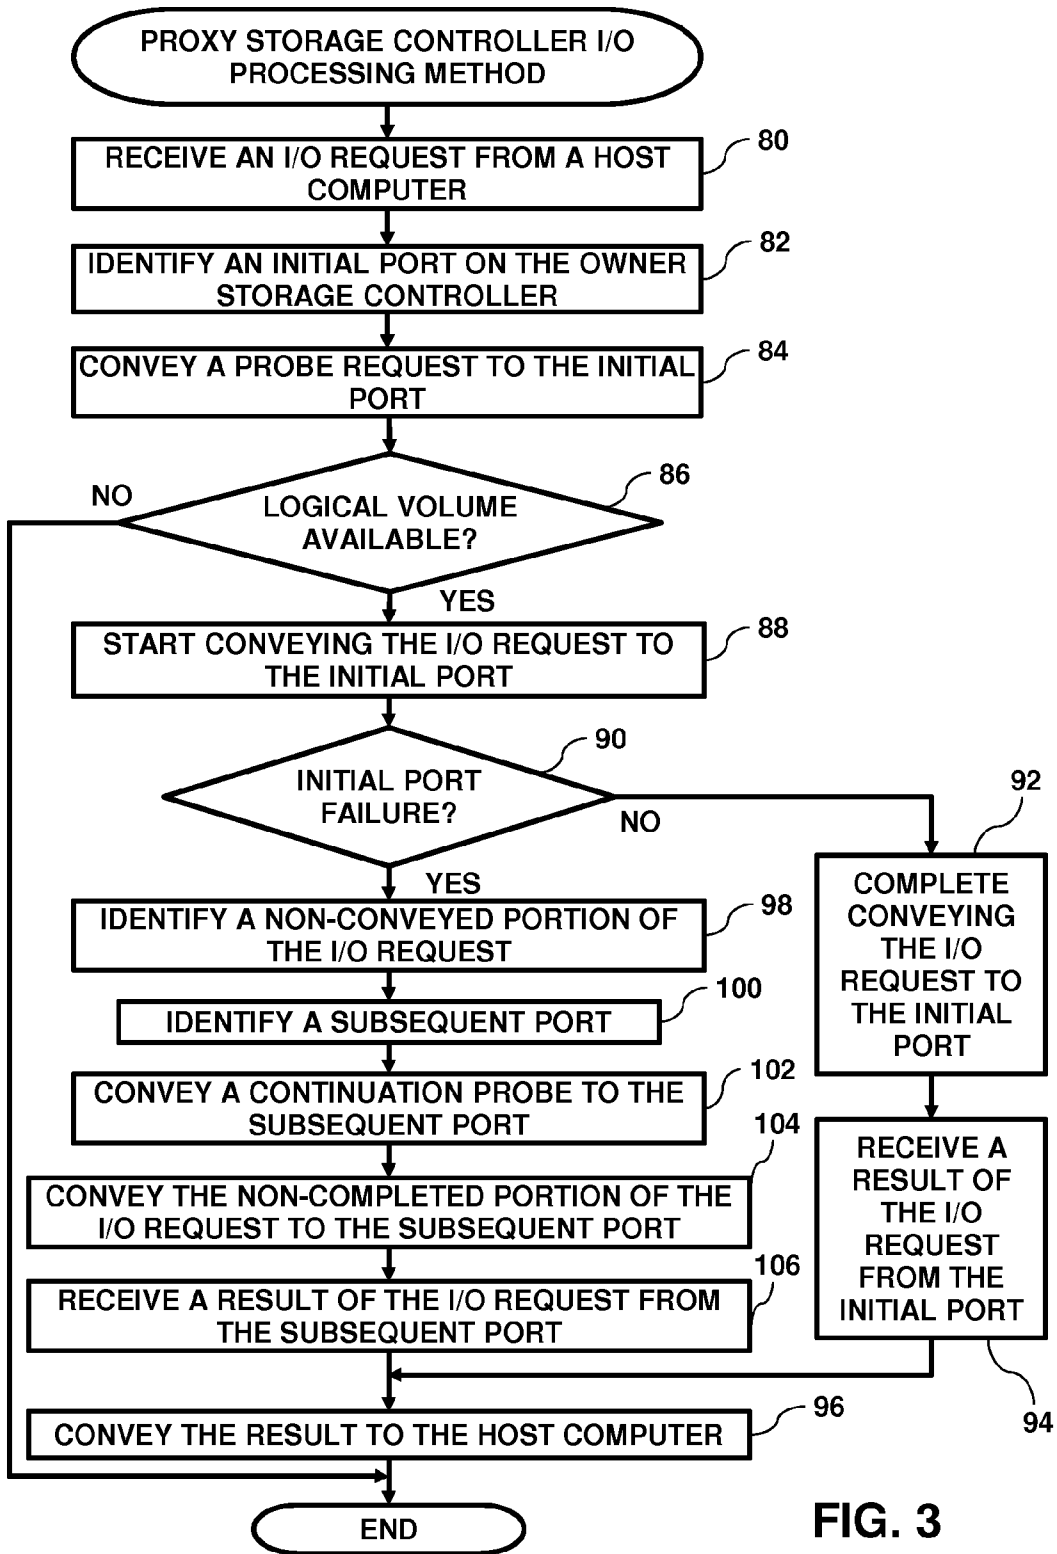 PROXY STORAGE CONTROLLER I/O
PROCESSING METHOD
RECEIVE AN I/O REQUEST FROM A HOST
COMPUTER
80
IDENTIFY AN INITIAL PORT ON THE OWNER
STORAGE CONTROLLER
82
CONVEY A PROBE REQUEST TO THE INITIAL
PORT
84
LOGICAL VOLUME
AVAILABLE?
86
NO
YES
START CONVEYING THE I/O REQUEST TO
THE INITIAL PORT
88
INITIAL PORT
FAILURE?
90
NO
YES
92
COMPLETE
CONVEYING
THE I/O
REQUEST TO
THE INITIAL
PORT
IDENTIFY A NON-CONVEYED PORTION OF
THE I/O REQUEST
98
IDENTIFY A SUBSEQUENT PORT
100
CONVEY A CONTINUATION PROBE TO THE
SUBSEQUENT PORT
102
CONVEY THE NON-COMPLETED PORTION OF THE
I/O REQUEST TO THE SUBSEQUENT PORT
104
RECEIVE A RESULT OF THE I/O REQUEST FROM
THE SUBSEQUENT PORT
106
RECEIVE A
RESULT OF
THE I/O
REQUEST
FROM THE
INITIAL PORT
94
CONVEY THE RESULT TO THE HOST COMPUTER
96
END
FIG. 3